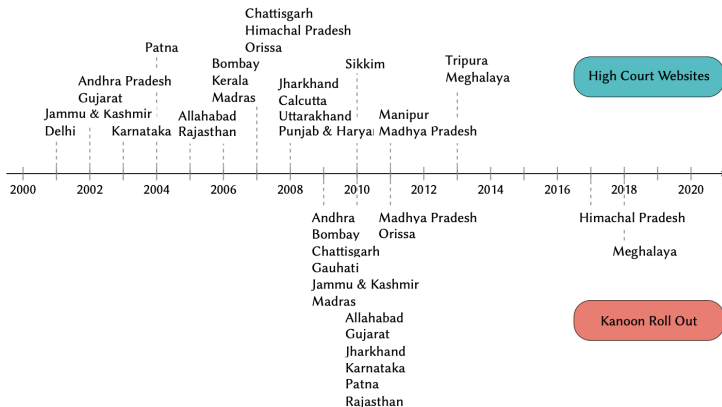 Chattisgarh
Himachal Pradesh
Orissa
Patna
Bombay
Kerala
Madras
Sikkim
Tripura
Meghalaya
High Court Websites
Andhra Pradesh
Gujarat
Jammu & Kashmir
Delhi
Karnataka
Allahabad
Rajasthan
Jharkhand
Calcutta
Uttarakhand
Punjab & Haryan
Manipur
Madhya Pradesh
2000 2002 2004 2006 2008 2010 2012 2014 2016 2018 2020
Andhra
Bombay
Chattisgarh
Gauhati
Jammu & Kashmir
Madras
Madhya Pradesh
Orissa
Himachal Pradesh
Meghalaya
Allahabad
Gujarat
Jharkhand
Karnataka
Patna
Rajasthan
Kanoon Roll Out